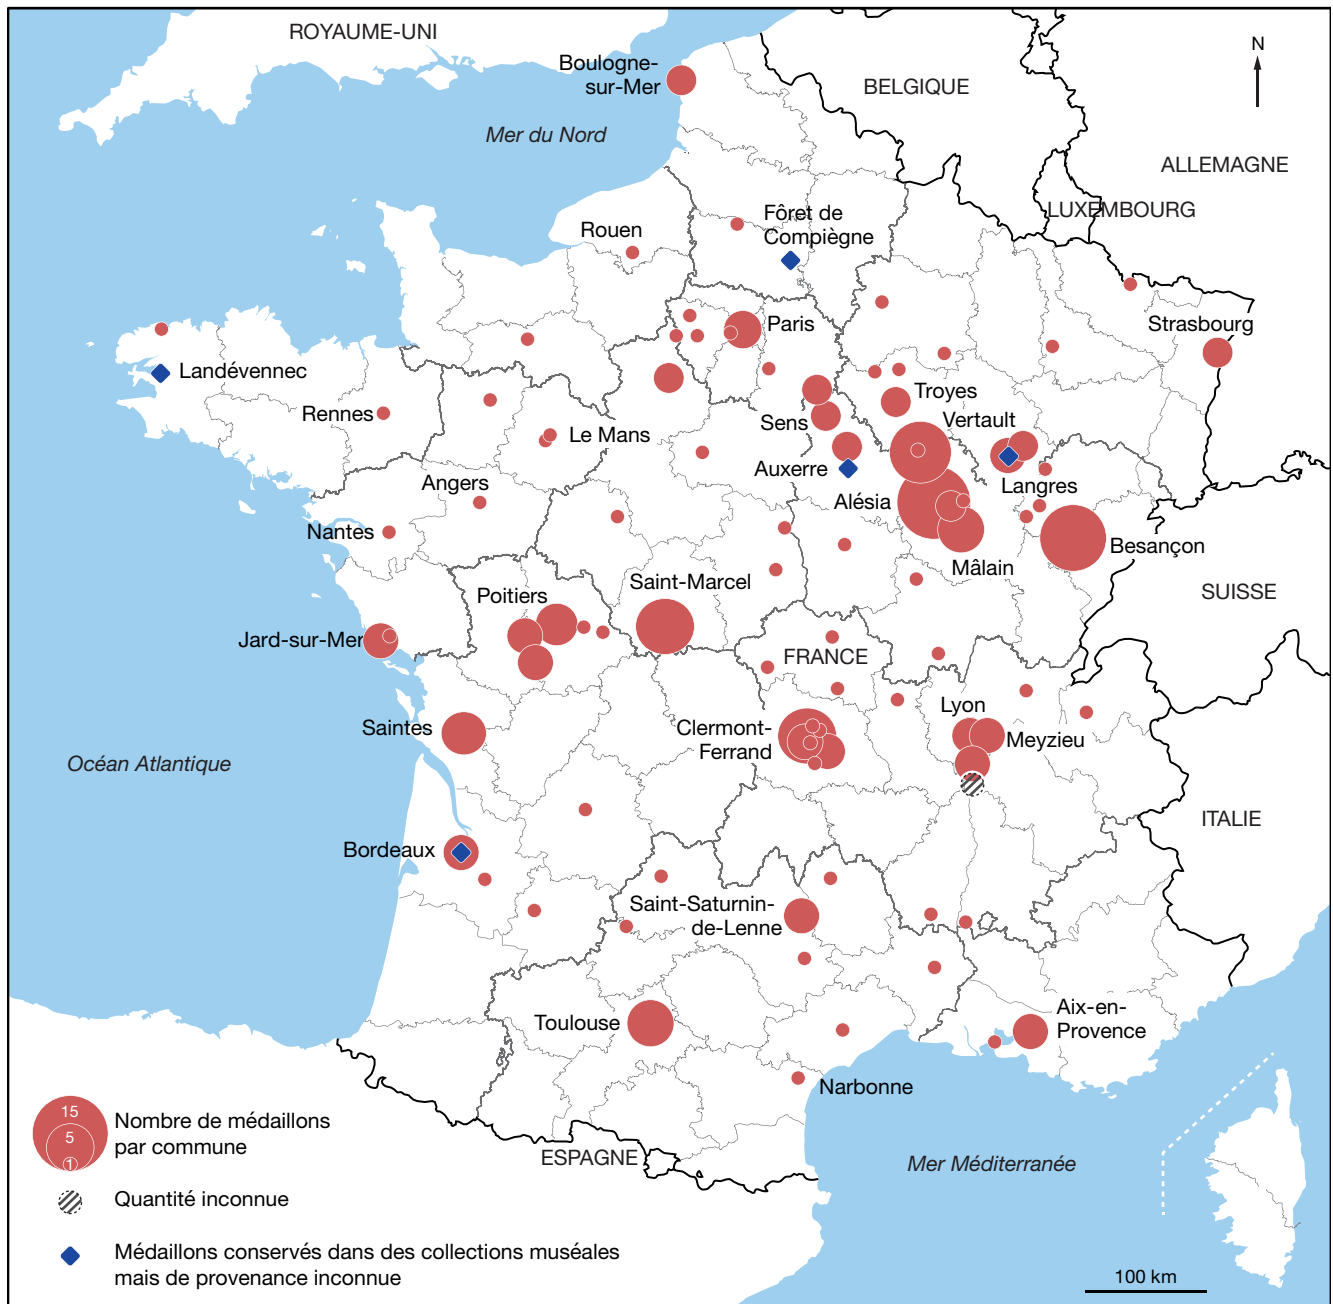 ROYAUME-UNI
N
Boulogne-
sur-Mer
BELGIQUE
Mer du Nord
ALLEMAGNE
LUXEMBOURG
Fôret de
Compiègne
Rouen
Paris
Strasbourg
Landévennec
Troyes
Rennes
Sens
Vertault
Le Mans
Auxerre
Langres
Angers
Alésia
Nantes
Besançon
Mâlain
Saint-Marcel
Poitiers
SUISSE
Jard-sur-Mer
FRANCE
Lyon
Saintes
Clermont-
Ferrand
Meyzieu
Océan Atlantique
ITALIE
Bordeaux
Saint-Saturnin-
de-Lenne
Aix-en-
Provence
Toulouse
Narbonne
15
5
1
Nombre de médaillons
par commune
ESPAGNE
Mer Méditerranée
Quantité inconnue
Médaillons conservés dans des collections muséales
mais de provenance inconnue
100 km